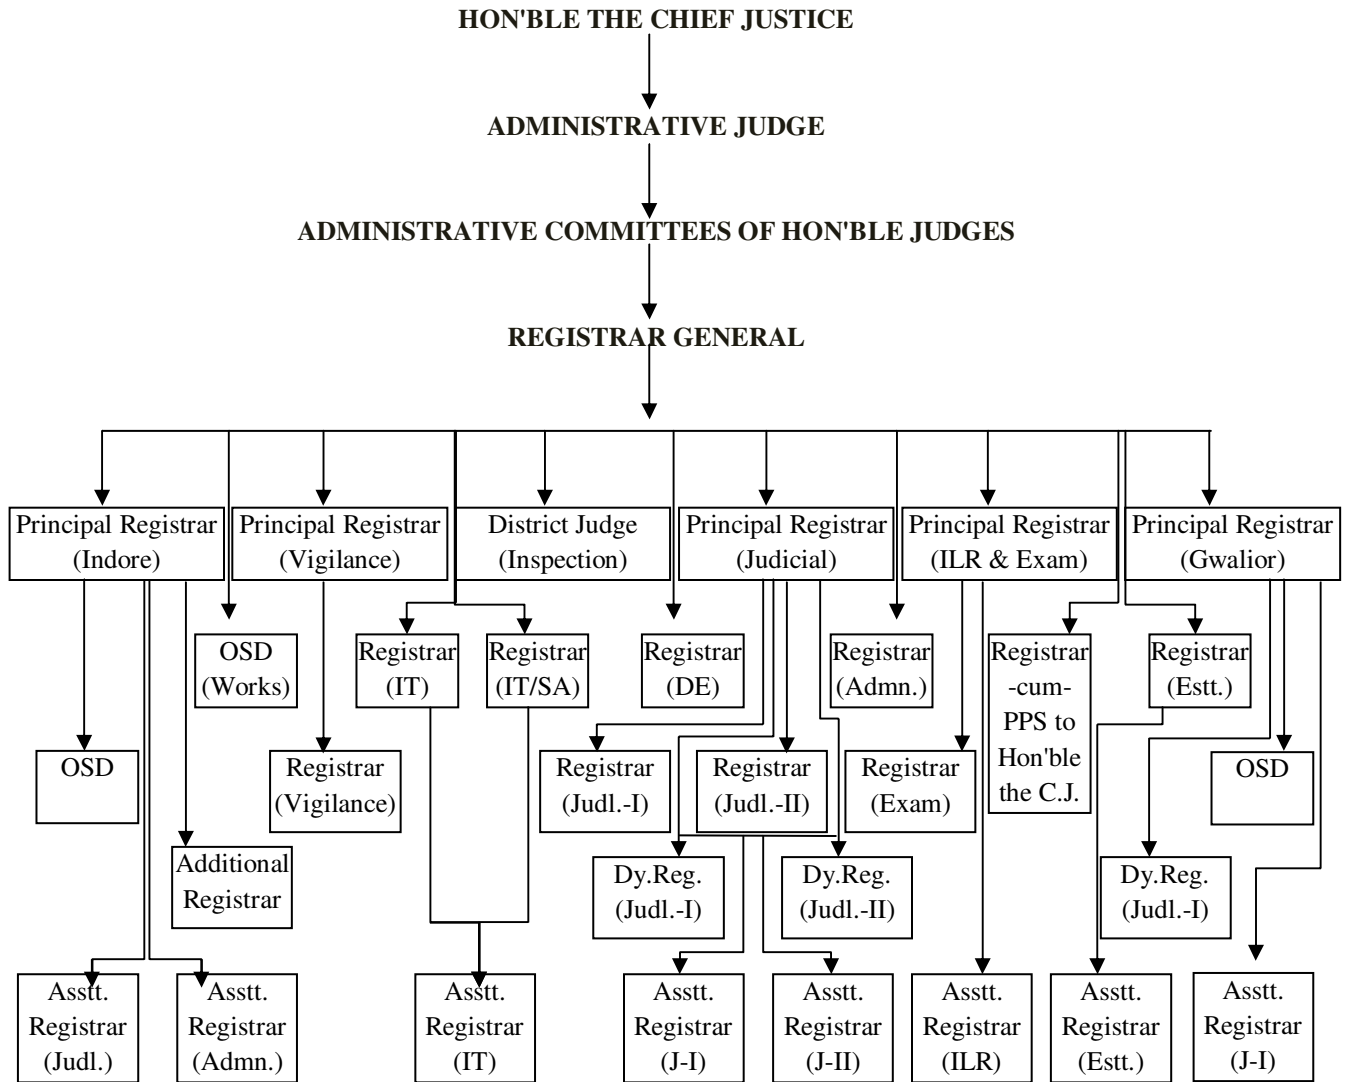 HON'BLE THE CHIEF JUSTICE
ADMINISTRATIVE JUDGE
ADMINISTRATIVE COMMITTEES OF HON'BLE JUDGES
REGISTRAR GENERAL
Principal Registrar
(Indore)
Principal Registrar
(Vigilance)
District Judge
(Inspection)
Principal Registrar
(Judicial)
Principal Registrar
(ILR & Exam)
Principal Registrar
(Gwalior)
OSD
(Works)
Registrar
(IT)
Registrar
(IT/SA)
Registrar
(DE)
Registrar
(Admn.)
Registrar
-cum-
PPS to
Hon'ble
the C.J.
Registrar
(Estt.)
OSD
Registrar
(Vigilance)
Registrar
(Judl.-I)
Registrar
(Judl.-II)
Registrar
(Exam)
OSD
Additional
Registrar
Dy.Reg.
(Judl.-I)
Dy.Reg.
(Judl.-II)
Dy.Reg.
(Judl.-I)
Asstt.
Registrar
(Judl.)
Asstt.
Registrar
(Admn.)
Asstt.
Registrar
(IT)
Asstt.
Registrar
(J-I)
Asstt.
Registrar
(J-II)
Asstt.
Registrar
(ILR)
Asstt.
Registrar
(Estt.)
Asstt.
Registrar
(J-I)